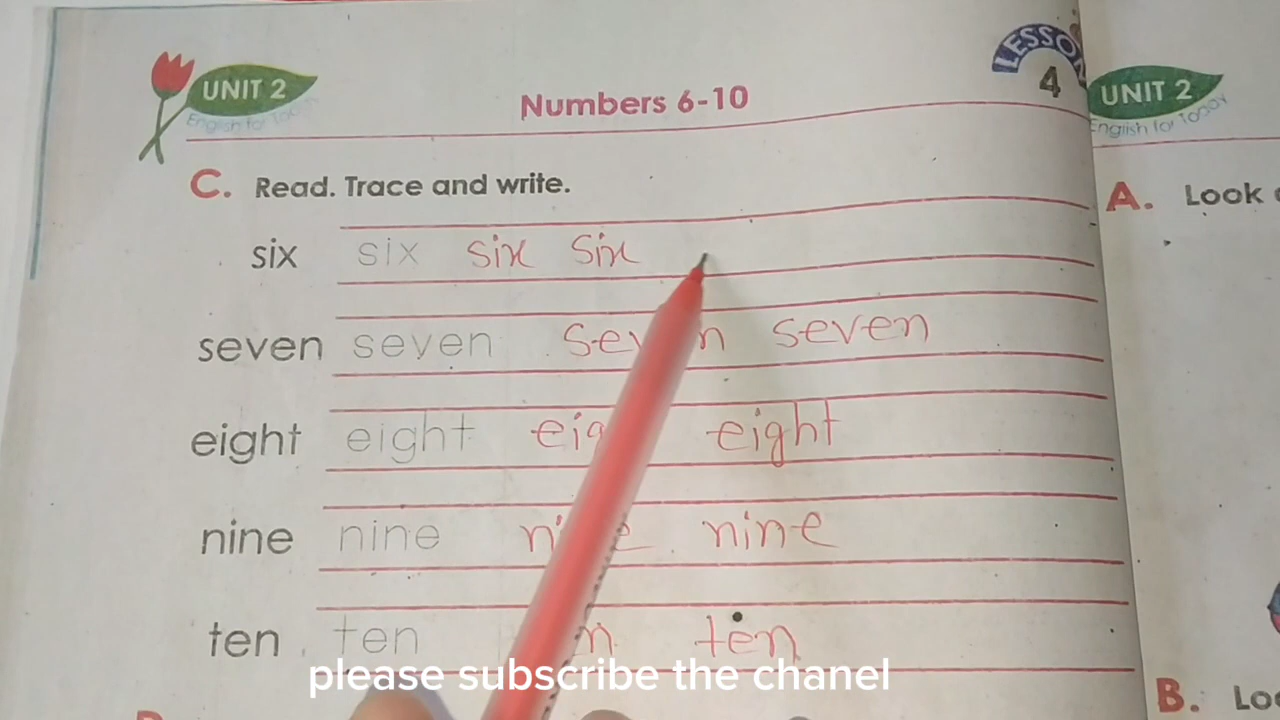 UNIT 2
English for Today
Numbers 6-10
LESSON
4
UNIT 2
English for Today
C. Read. Trace and write.
A. Look
six six six six
seven seven seven
eight eight eight
nine nine nine
ten ten ten
B.
please subscribe the chanel